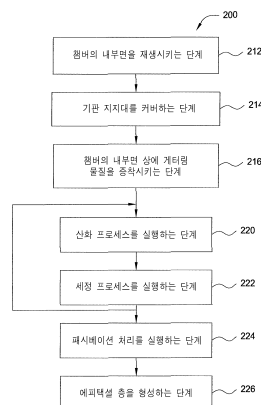 200
챔버의 내부면을 재생시키는 단계
212
기판 지지대를 커버하는 단계
214
챔버의 내부면 상에 게터링
물질을 증착시키는 단계
216
산화 프로세스를 실행하는 단계
220
세정 프로세스를 실행하는 단계
222
패시베이션 처리를 실행하는 단계
224
에피택셜 층을 형성하는 단계
226